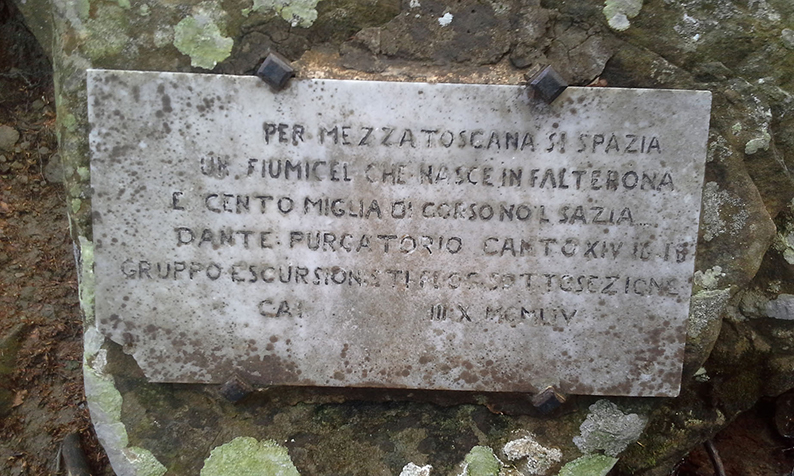 PER MEZZA TOSCANA SI SPAZIA
UN FIUMICEL CHE NASCE IN FALTERONA
E CENTO MIGLIA DI CORSO NO'L SAZIA
DANTE PURGATORIO CANTO XIV 16-18
GRUPPO ESCURSIONISTI SOTTOSEZIONE
CAI III X MCMLIV